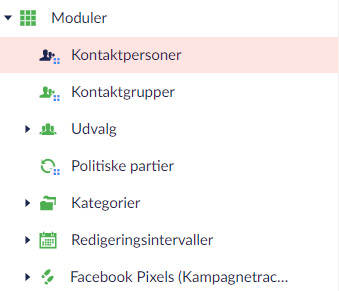 Moduler
Kontaktpersoner
Kontaktgrupper
Udvalg
Politiske partier
Kategorier
Redigeringsintervaller
Facebook Pixels (Kampagnetrac...